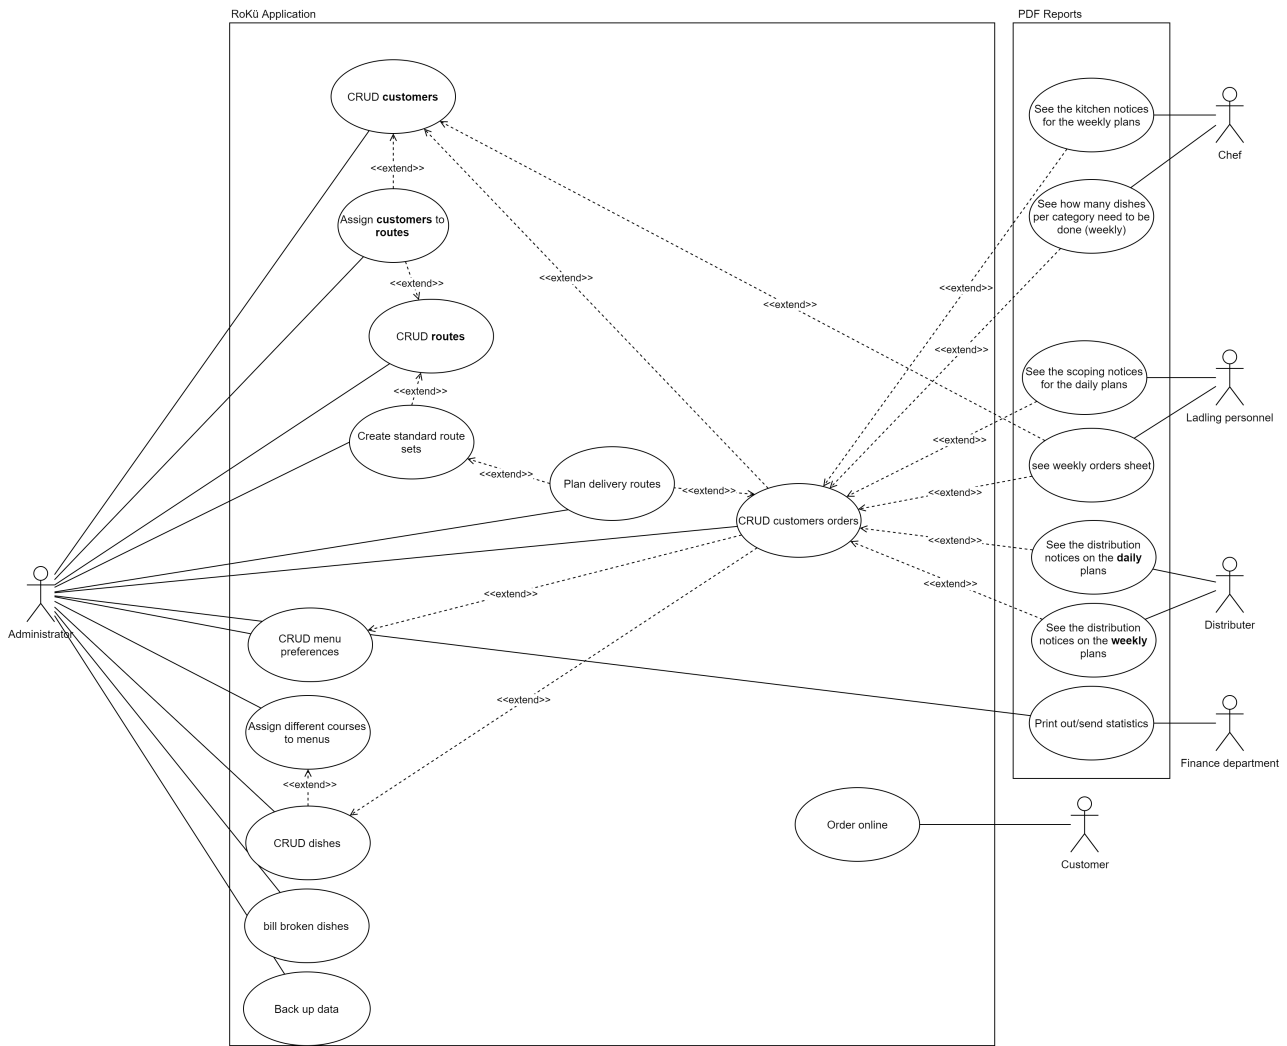 RoKü Application
PDF Reports
CRUD customers
See the kitchen notices
for the weekly plans
Chef
<<extend>>
Assign customers to
routes
See how many dishes
per category need to be
done (weekly)
<<extend>>
<<extend>>
<<extend>>
<<extend>>
CRUD routes
<<extend>>
<<extend>>
<<extend>>
See the scoping notices
for the daily plans
Ladling personnel
Create standard route
sets
<<extend>>
see weekly orders sheet
<<extend>>
Plan delivery routes
<<extend>>
<<extend>>
CRUD customers orders
<<extend>>
See the distribution
notices on the daily
plans
<<extend>>
<<extend>>
Administrator
CRUD menu
preferences
See the distribution
notices on the weekly
plans
Distributer
<<extend>>
Assign different courses
to menus
Print out/send statistics
Finance department
<<extend>>
CRUD dishes
Order online
Customer
bill broken dishes
Back up data